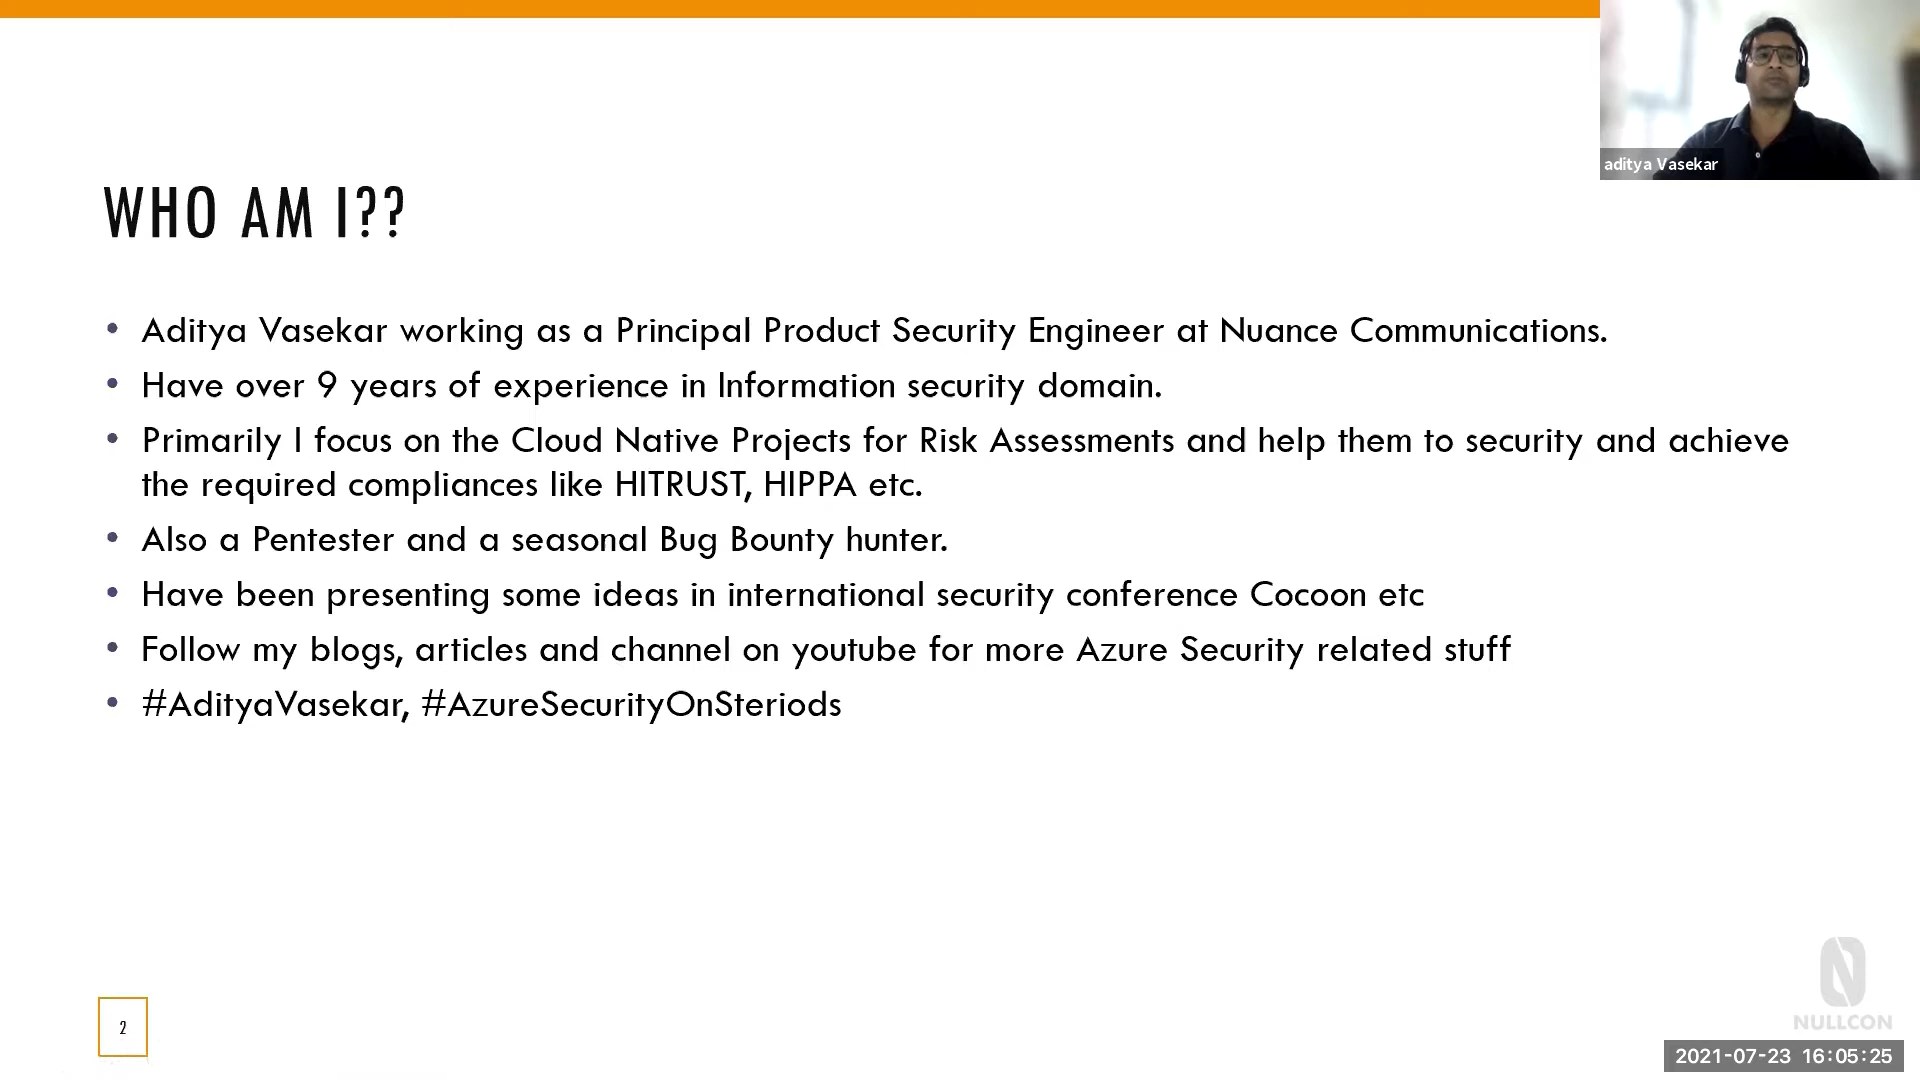 aditya Vasekar
WHO AM I??
• Aditya Vasekar working as a Principal Product Security Engineer at Nuance Communications.
• Have over 9 years of experience in Information security domain.
• Primarily I focus on the Cloud Native Projects for Risk Assessments and help them to security and achieve
the required compliances like HITRUST, HIPPA etc.
• Also a Pentester and a seasonal Bug Bounty hunter.
• Have been presenting some ideas in international security conference Cocoon etc
• Follow my blogs, articles and channel on youtube for more Azure Security related stuff
• #AdityaVasekar, #AzureSecurityOnSteriods
2
NULLCON
2021-07-23 16:05:25